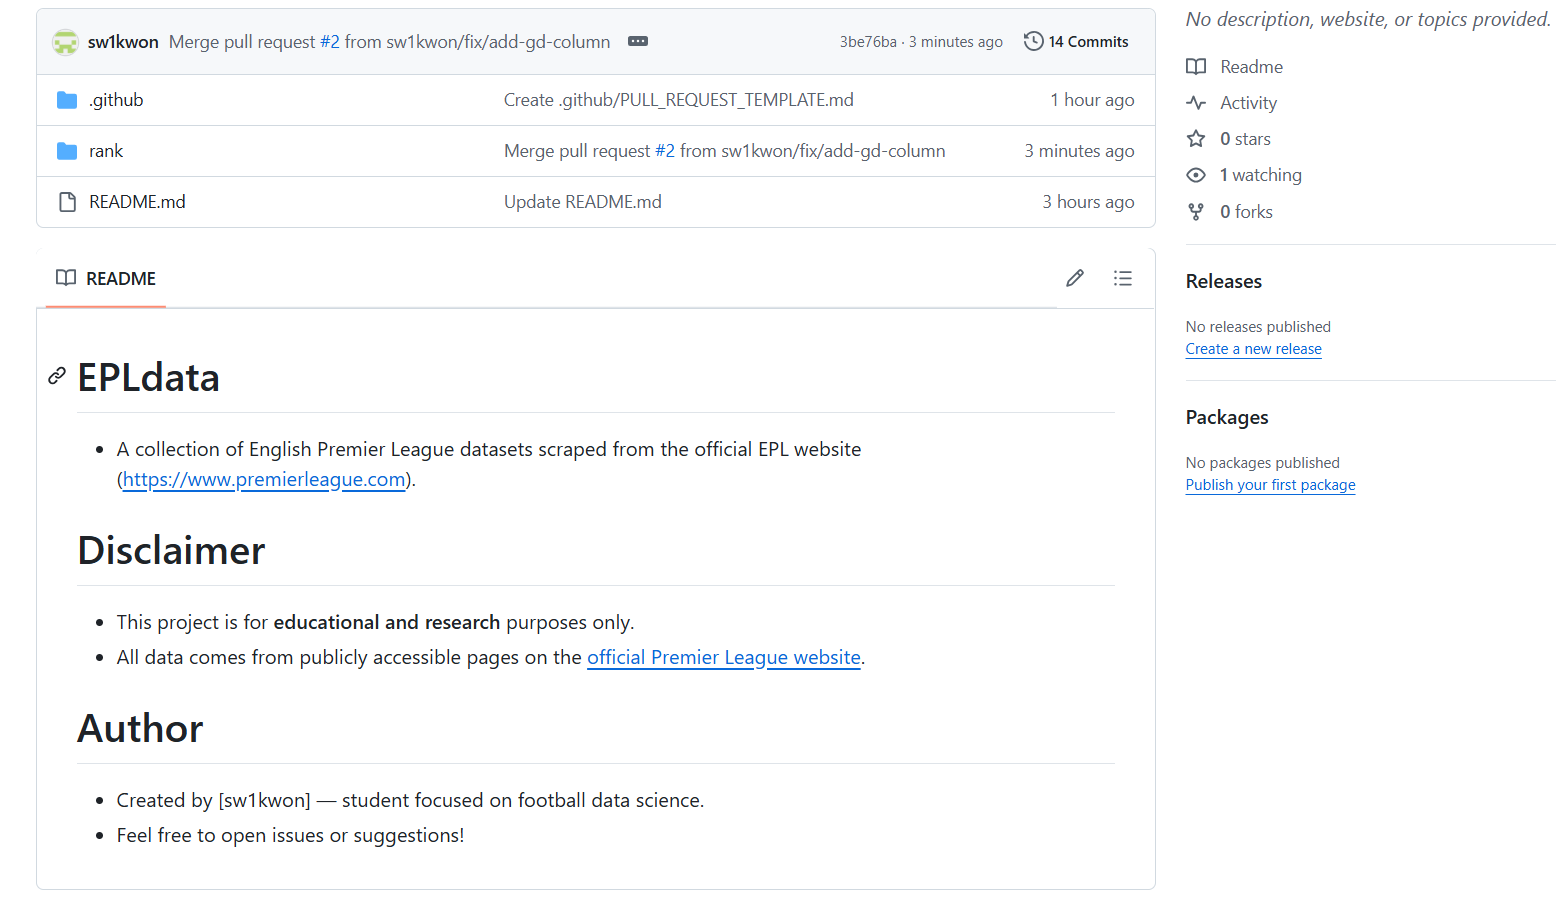 sw1kwon Merge pull request #2 from sw1kwon/fix/add-gd-column 3be76ba · 3 minutes ago 14 Commits
.github Create .github/PULL_REQUEST_TEMPLATE.md 1 hour ago
rank Merge pull request #2 from sw1kwon/fix/add-gd-column 3 minutes ago
README.md Update README.md 3 hours ago
README
EPLdata
• A collection of English Premier League datasets scraped from the official EPL website
(https://www.premierleague.com).
Disclaimer
• This project is for educational and research purposes only.
• All data comes from publicly accessible pages on the official Premier League website.
Author
• Created by [sw1kwon] — student focused on football data science.
• Feel free to open issues or suggestions!
No description, website, or topics provided.
Readme
Activity
0 stars
1 watching
0 forks
Releases
No releases published
Create a new release
Packages
No packages published
Publish your first package